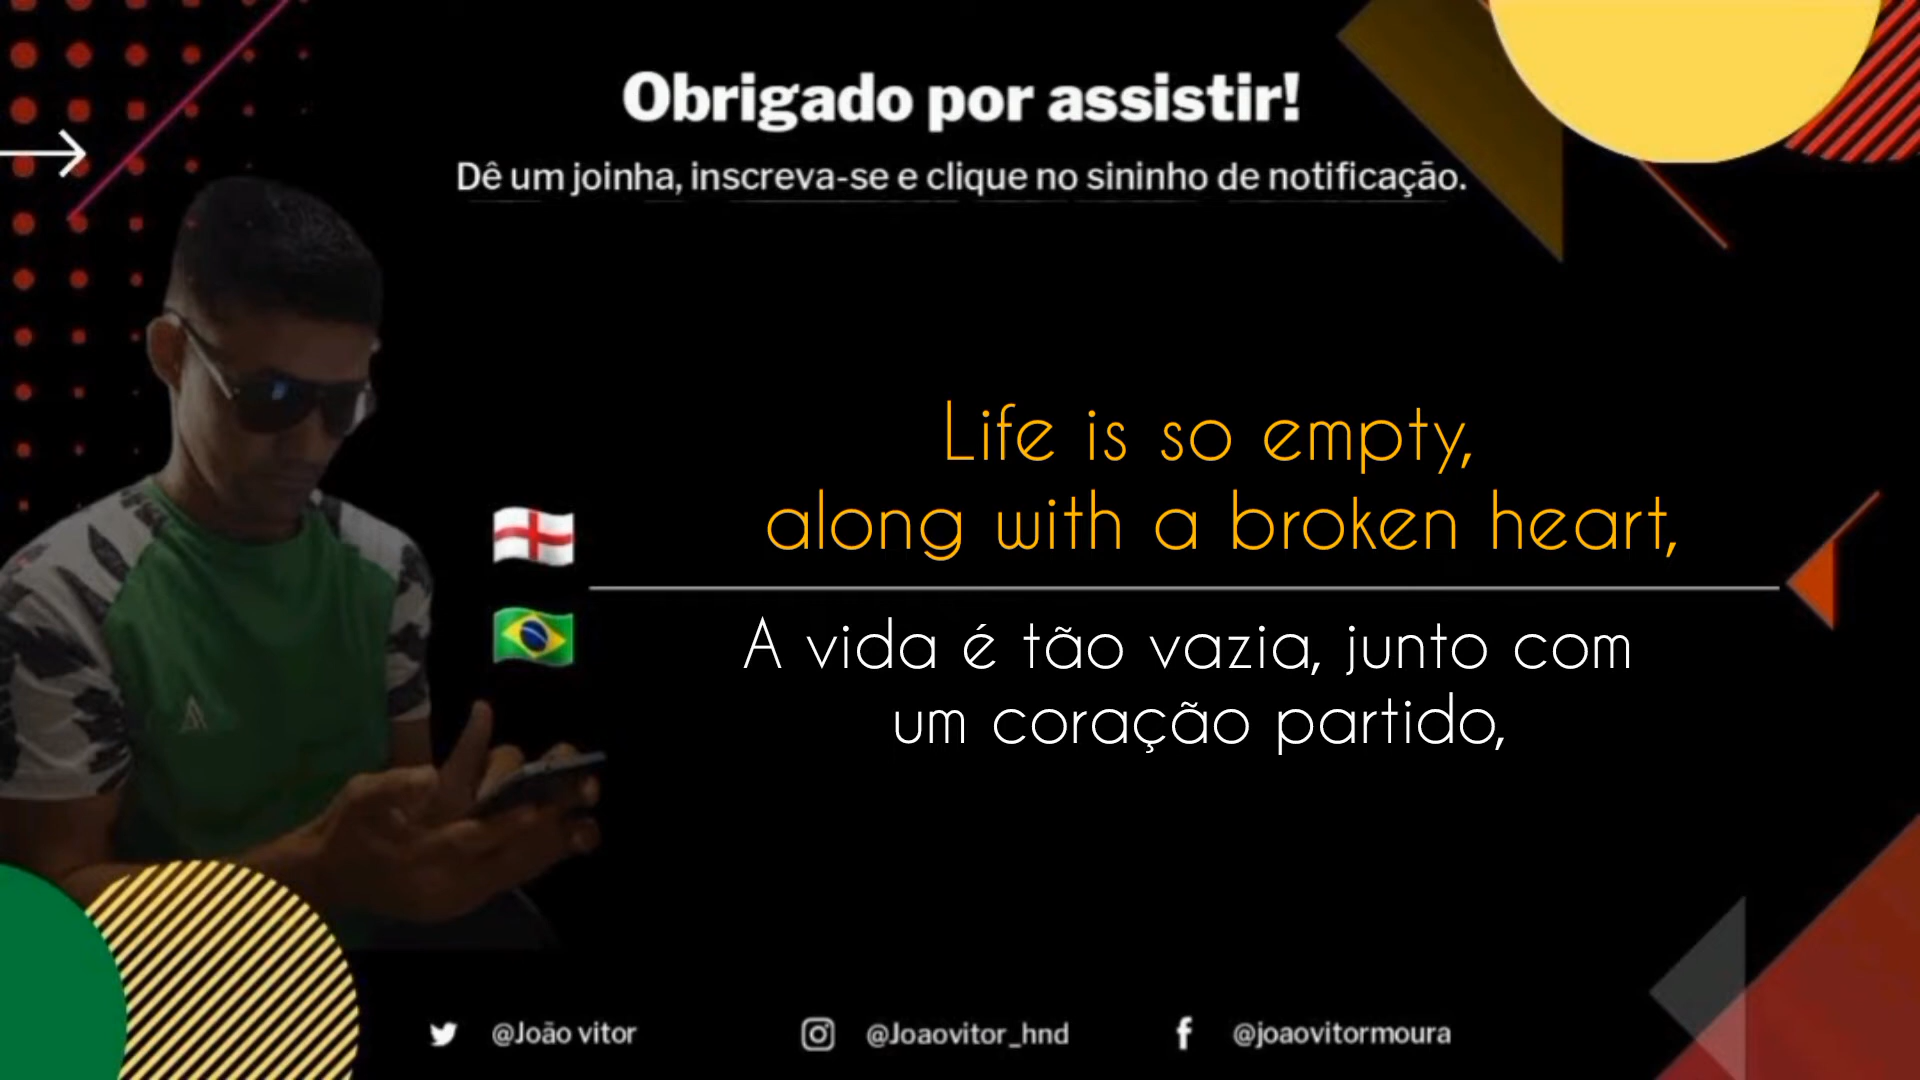 Obrigado por assistir!
Dê um joinha, inscreva-se e clique no sininho de notificação.
Life is so empty,
along with a broken heart,
A vida é tão vazia, junto com
um coração partido,
@João vitor
@Joaovitor_hnd
@joaovitormoura